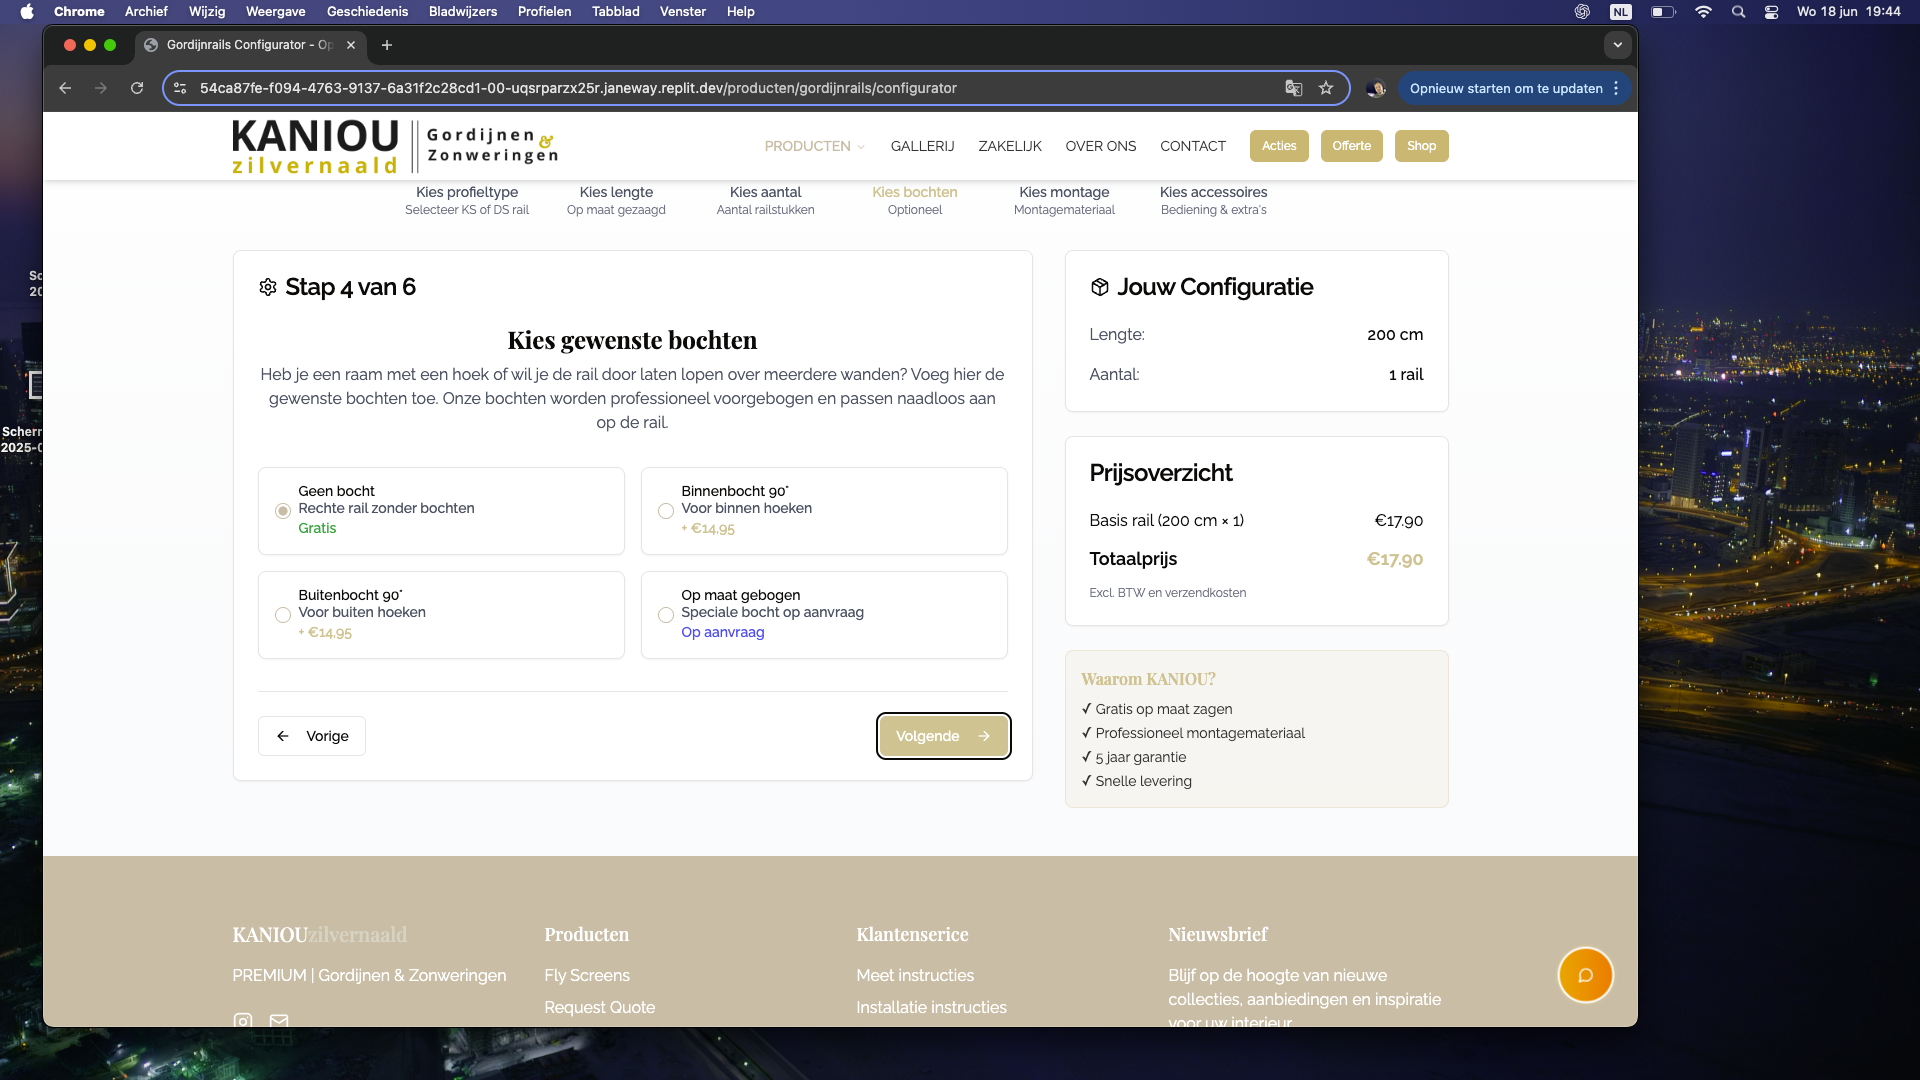 Chrome Archief Wijzig Weergave Geschiedenis Bladwijzers Profielen Tabblad Venster Help NL Wo 18 jun 19:44
Gordijnrails Configurator - Op
54ca87fe-f094-4763-9137-6a31f2c28cd1-00-uqsrparzx25r.janeway.replit.dev/producten/gordijnrails/configurator
Opnieuw starten om te updaten
KANIOU
zilvernaald
Gordijnen &
Zonweringen
PRODUCTEN GALLERIJ ZAKELIJK OVER ONS CONTACT Acties Offerte Shop
Kies profieltype Kies lengte Kies aantal Kies bochten Kies montage Kies accessoires
Selecteer KS of DS rail Op maat gezaagd Aantal railstukken Optioneel Montagemateriaal Bediening & extra's
Stap 4 van 6
Kies gewenste bochten
Heb je een raam met een hoek of wil je de rail door laten lopen over meerdere wanden? Voeg hier de
gewenste bochten toe. Onze bochten worden professioneel voorgebogen en passen naadloos aan
op de rail.
Geen bocht
Rechte rail zonder bochten
Gratis
Binnenbocht 90°
Voor binnen hoeken
+ €14,95
Buitenbocht 90°
Voor buiten hoeken
+ €14,95
Op maat gebogen
Speciale bocht op aanvraag
Op aanvraag
Vorige
Volgende
Jouw Configuratie
Lengte: 200 cm
Aantal: 1 rail
Prijsoverzicht
Basis rail (200 cm × 1) €17.90
Totaalprijs €17.90
Excl. BTW en verzendkosten
Waarom KANIOU?
✓ Gratis op maat zagen
✓ Professioneel montagemateriaal
✓ 5 jaar garantie
✓ Snelle levering
KANIOUzilvernaald
PREMIUM | Gordijnen & Zonweringen
Producten
Fly Screens
Request Quote
Klantenserice
Meet instructies
Installatie instructies
Nieuwsbrief
Blijf op de hoogte van nieuwe
collecties, aanbiedingen en inspiratie
voor uw interieur
Sc
20
Scherr
2025-0